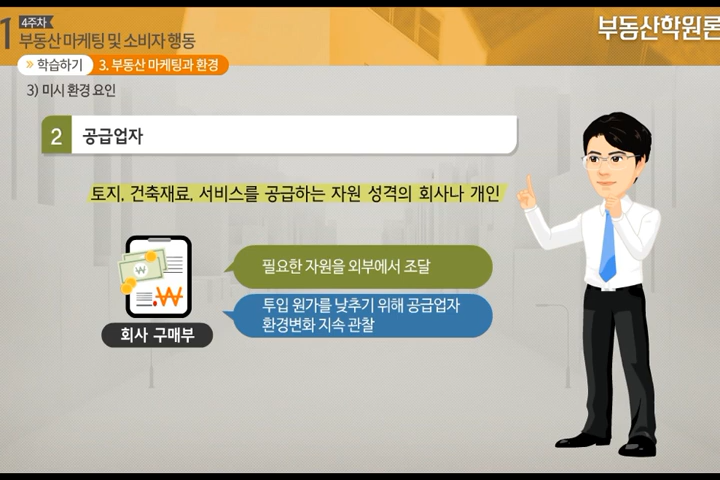 4주차
부동산학원론
1 부동산 마케팅 및 소비자 행동
» 학습하기 3. 부동산 마케팅과 환경
3) 미시 환경 요인
2 공급업자
토지, 건축재료, 서비스를 공급하는 자원 성격의 회사나 개인
필요한 자원을 외부에서 조달
투입 원가를 낮추기 위해 공급업자
환경변화 지속 관찰
회사 구매부